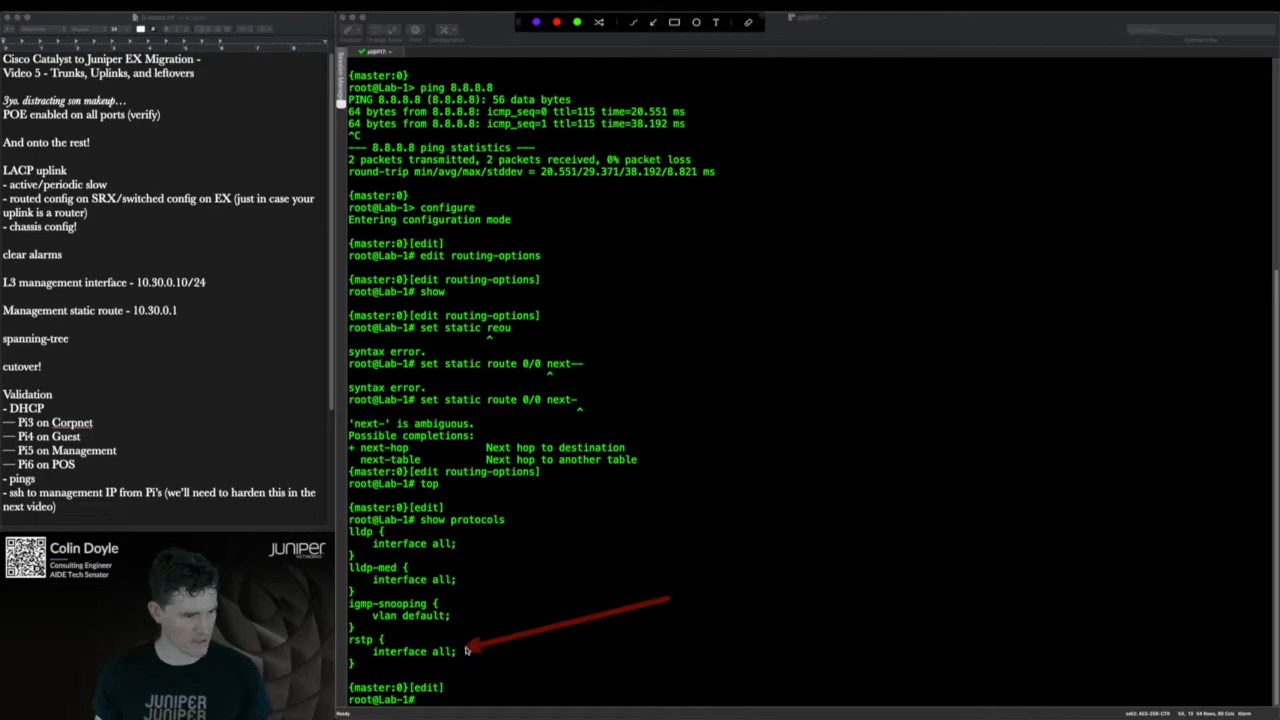 Cisco Catalyst to Juniper EX Migration -
Video 5 - Trunks, Uplinks, and leftovers
3yo. distracting son makeup…
POE enabled on all ports (verify)
And onto the rest!
LACP uplink
- active/periodic slow
- routed config on SRX/switched config on EX (just in case your
uplink is a router)
- chassis config!
clear alarms
L3 management interface - 10.30.0.10/24
Management static route - 10.30.0.1
spanning-tree
cutover!
Validation
- DHCP
— Pi3 on Corpnet
— Pi4 on Guest
— Pi5 on Management
— Pi6 on POS
- pings
- ssh to management IP from Pi's (we'll need to harden this in the
next video)
Colin Doyle
Consulting Engineer
AIDE Tech Senator
JUNIPER
NETWORKS
JUNIPER
JUNIPER
{master:0}
root@Lab-1> ping 8.8.8.8
PING 8.8.8.8 (8.8.8.8): 56 data bytes
64 bytes from 8.8.8.8: icmp_seq=0 ttl=115 time=20.551 ms
64 bytes from 8.8.8.8: icmp_seq=1 ttl=115 time=38.192 ms
^C
--- 8.8.8.8 ping statistics ---
2 packets transmitted, 2 packets received, 0% packet loss
round-trip min/avg/max/stddev = 20.551/29.371/38.192/8.821 ms
{master:0}
root@Lab-1> configure
Entering configuration mode
{master:0}[edit]
root@Lab-1# edit routing-options
{master:0}[edit routing-options]
root@Lab-1# show
{master:0}[edit routing-options]
root@Lab-1# set static reou
^
syntax error.
root@Lab-1# set static route 0/0 next--
^
syntax error.
root@Lab-1# set static route 0/0 next-
^
'next-' is ambiguous.
Possible completions:
+ next-hop Next hop to destination
next-table Next hop to another table
{master:0}[edit routing-options]
root@Lab-1# top
{master:0}[edit]
root@Lab-1# show protocols
lldp {
interface all;
}
lldp-med {
interface all;
}
igmp-snooping {
vlan default;
}
rstp {
interface all;
}
{master:0}[edit]
root@Lab-1#
Ready